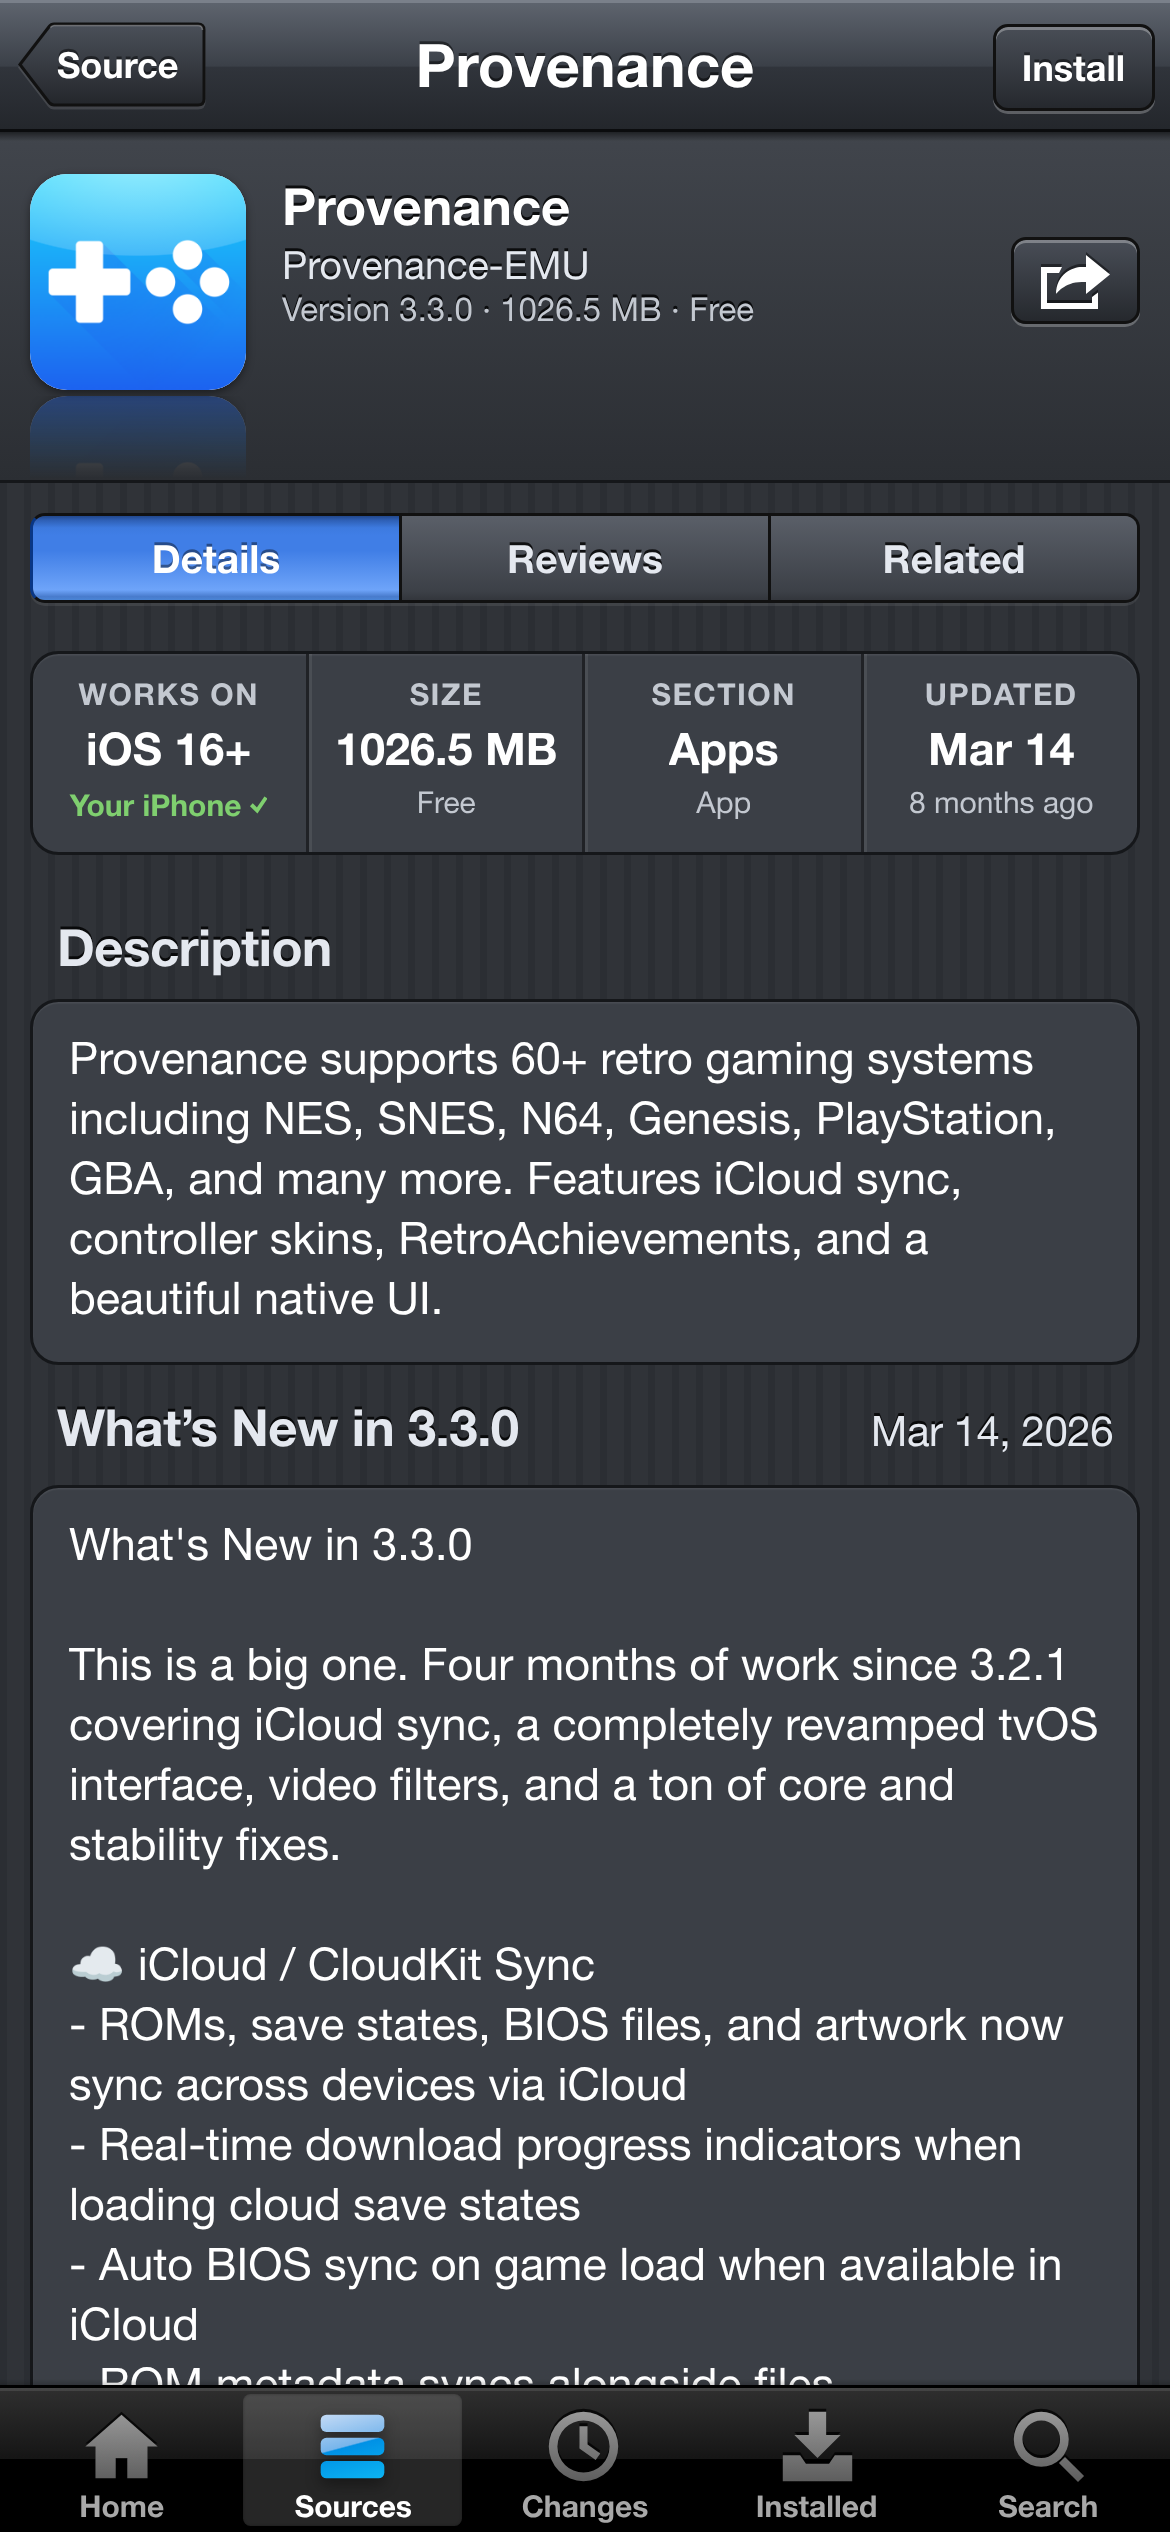 Source
Provenance
Install
Provenance
Provenance-EMU
Version 3.3.0 · 1026.5 MB · Free
Details
Reviews
Related
WORKS ON
iOS 16+
Your iPhone ✓
SIZE
1026.5 MB
Free
SECTION
Apps
App
UPDATED
Mar 14
8 months ago
Description
Provenance supports 60+ retro gaming systems
including NES, SNES, N64, Genesis, PlayStation,
GBA, and many more. Features iCloud sync,
controller skins, RetroAchievements, and a
beautiful native UI.
What’s New in 3.3.0
Mar 14, 2026
What's New in 3.3.0
This is a big one. Four months of work since 3.2.1
covering iCloud sync, a completely revamped tvOS
interface, video filters, and a ton of core and
stability fixes.
☁️ iCloud / CloudKit Sync
- ROMs, save states, BIOS files, and artwork now
sync across devices via iCloud
- Real-time download progress indicators when
loading cloud save states
- Auto BIOS sync on game load when available in
iCloud
- ROM metadata syncs alongside files
Home
Sources
Changes
Installed
Search